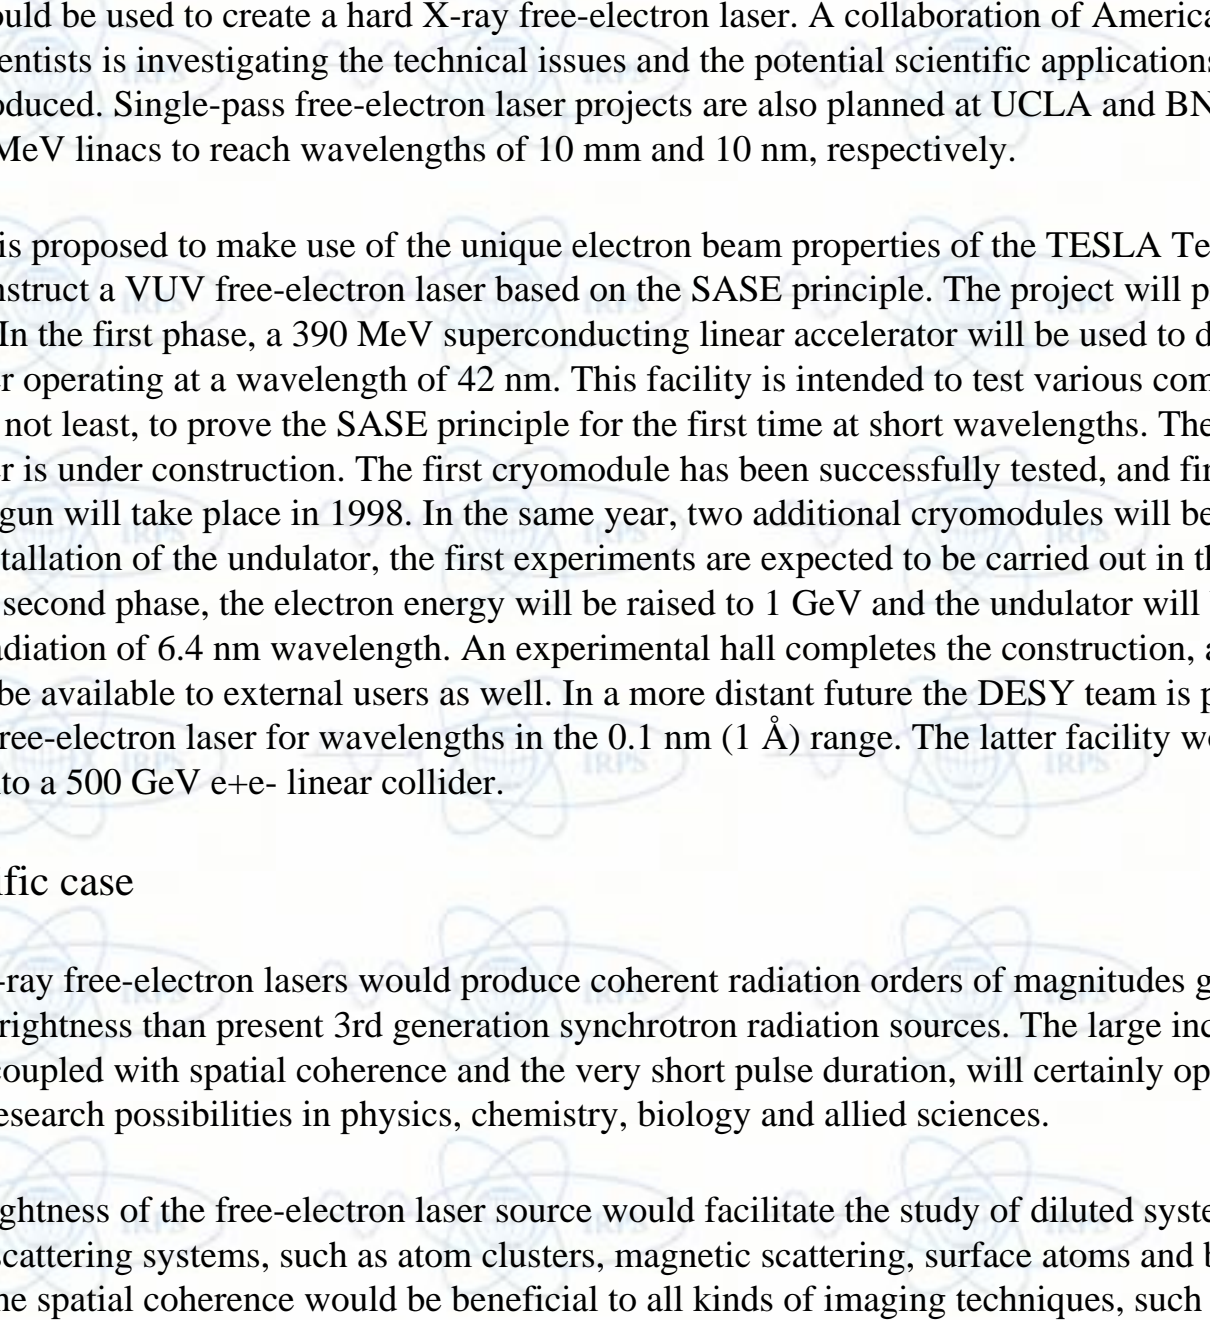 ould be used to create a hard X-ray free-electron laser. A collaboration of America
entists is investigating the technical issues and the potential scientific applications
oduced. Single-pass free-electron laser projects are also planned at UCLA and BN
MeV linacs to reach wavelengths of 10 mm and 10 nm, respectively.
is proposed to make use of the unique electron beam properties of the TESLA Te
nstruct a VUV free-electron laser based on the SASE principle. The project will p
In the first phase, a 390 MeV superconducting linear accelerator will be used to d
r operating at a wavelength of 42 nm. This facility is intended to test various com
not least, to prove the SASE principle for the first time at short wavelengths. The
r is under construction. The first cryomodule has been successfully tested, and fir
gun will take place in 1998. In the same year, two additional cryomodules will be
tallation of the undulator, the first experiments are expected to be carried out in th
second phase, the electron energy will be raised to 1 GeV and the undulator will
adiation of 6.4 nm wavelength. An experimental hall completes the construction, a
be available to external users as well. In a more distant future the DESY team is p
ree-electron laser for wavelengths in the 0.1 nm (1 Å) range. The latter facility wo
to a 500 GeV e+e- linear collider.
ific case
-ray free-electron lasers would produce coherent radiation orders of magnitudes g
rightness than present 3rd generation synchrotron radiation sources. The large inc
coupled with spatial coherence and the very short pulse duration, will certainly op
esearch possibilities in physics, chemistry, biology and allied sciences.
ghtness of the free-electron laser source would facilitate the study of diluted syste
scattering systems, such as atom clusters, magnetic scattering, surface atoms and b
he spatial coherence would be beneficial to all kinds of imaging techniques, such